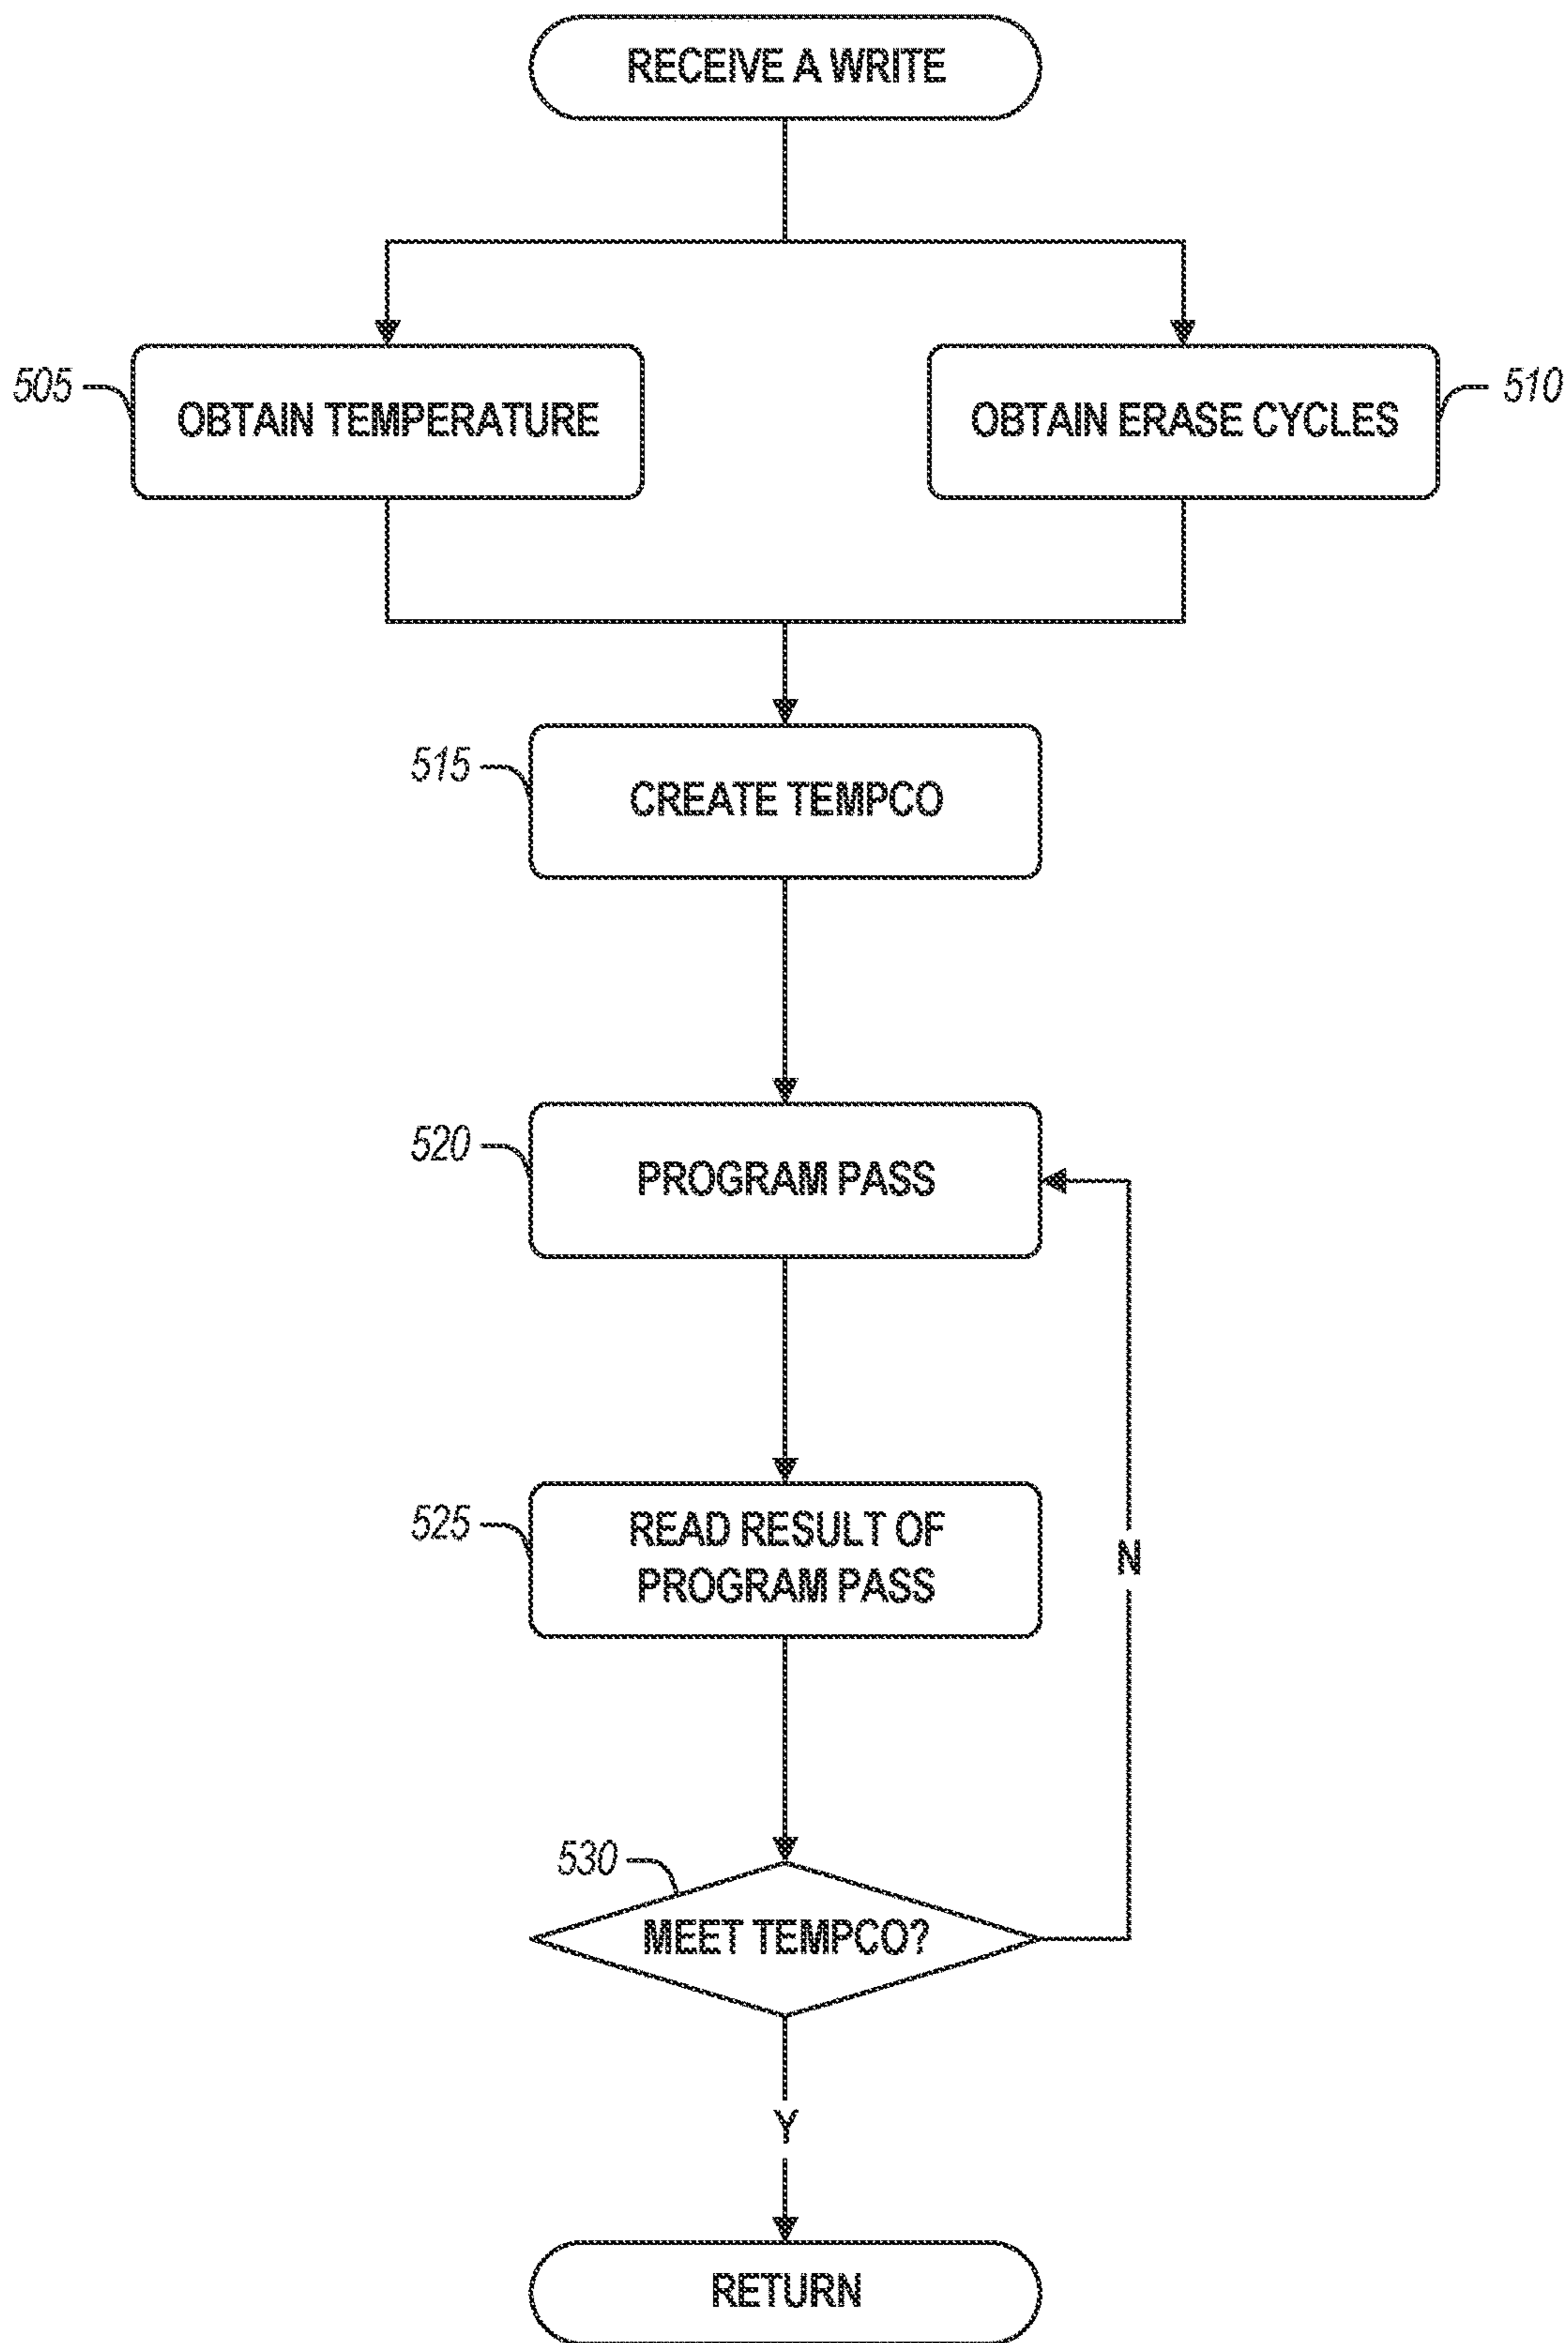 RECEIVE A WRITE
505
OBTAIN TEMPERATURE
OBTAIN ERASE CYCLES
510
515
CREATE TEMPCO
520
PROGRAM PASS
525
READ RESULT OF
PROGRAM PASS
N
530
MEET TEMPCO?
Y
RETURN